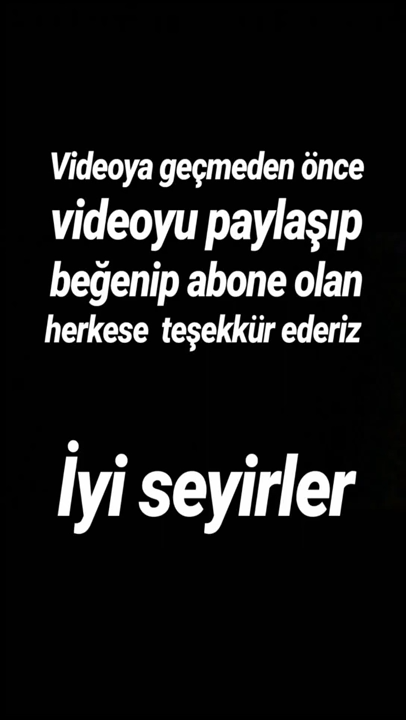 Videoya geçmeden önce
videoyu paylaşıp
beğenip abone olan
herkese teşekkür ederiz
İyi seyirler